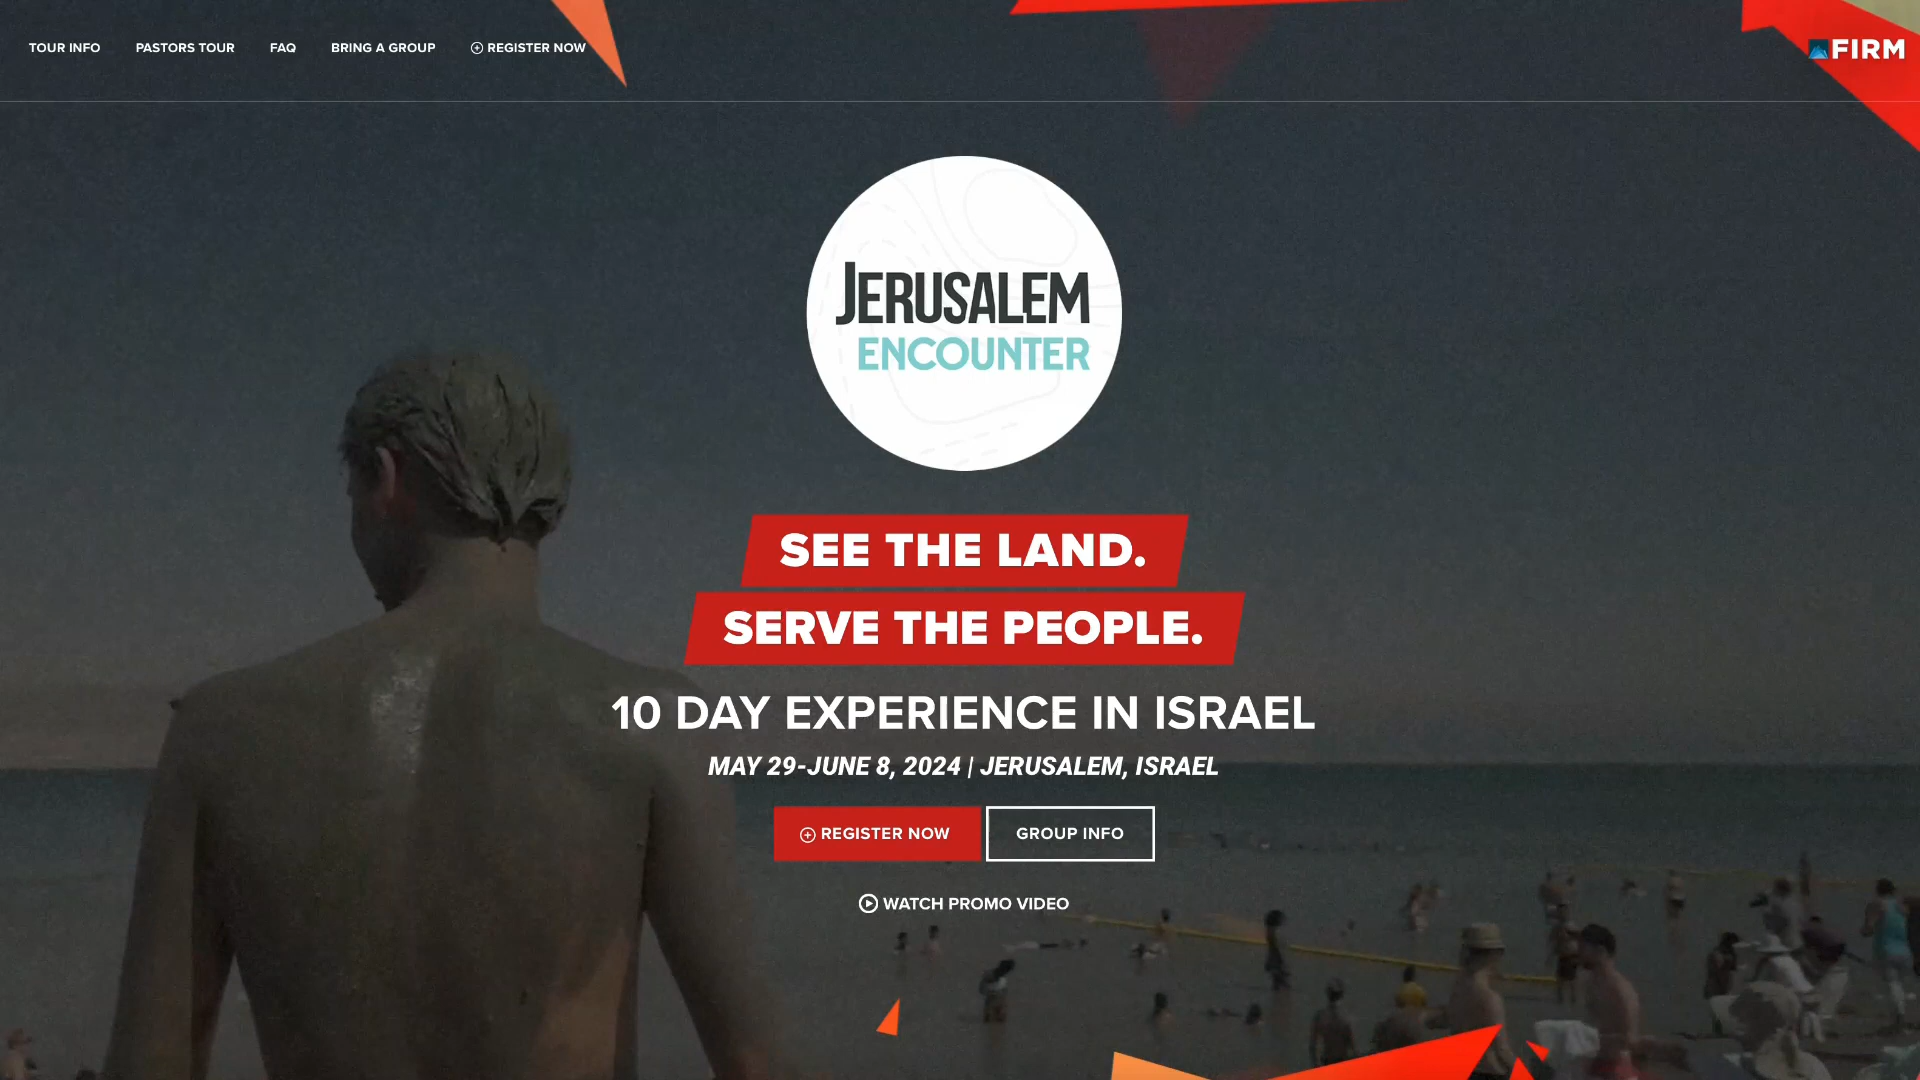 TOUR INFO
PASTORS TOUR
FAQ
BRING A GROUP
REGISTER NOW
FIRM
JERUSALEM
ENCOUNTER
SEE THE LAND.
SERVE THE PEOPLE.
10 DAY EXPERIENCE IN ISRAEL
MAY 29-JUNE 8, 2024 | JERUSALEM, ISRAEL
REGISTER NOW
GROUP INFO
WATCH PROMO VIDEO